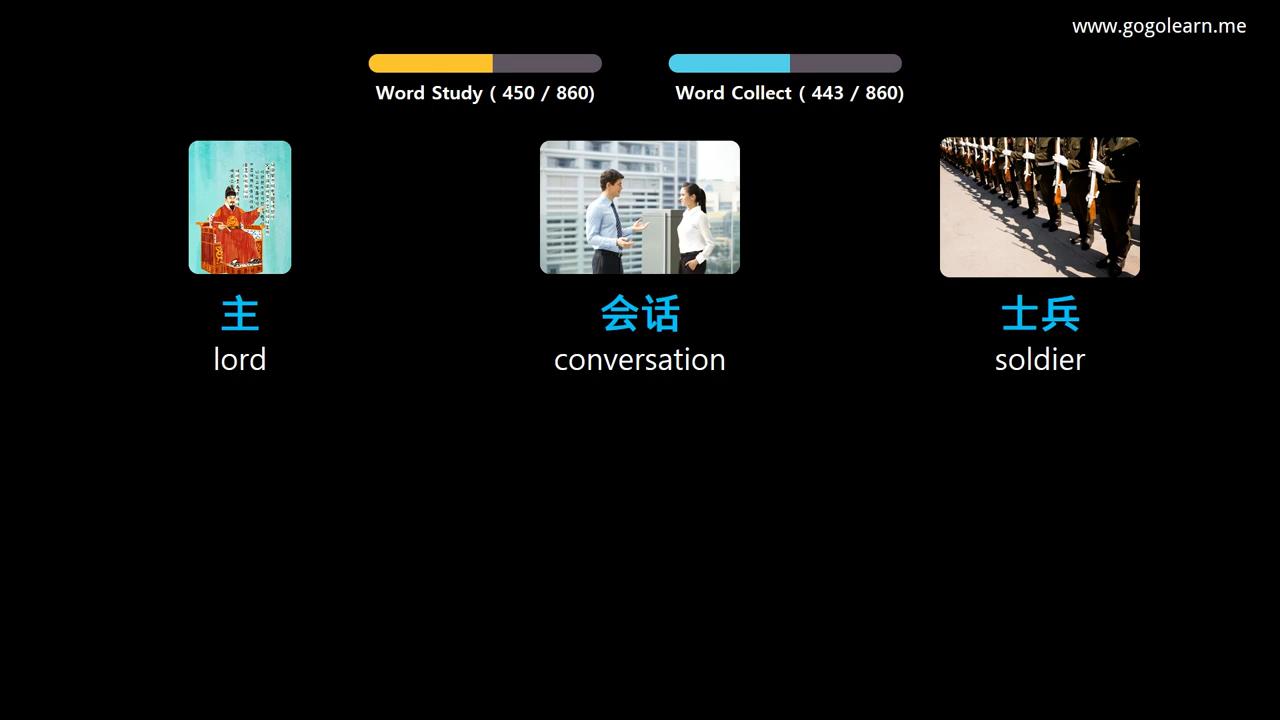 www.gogolearn.me
Word Study ( 450 / 860)
Word Collect ( 443 / 860)
主
lord
会话
conversation
士兵
soldier